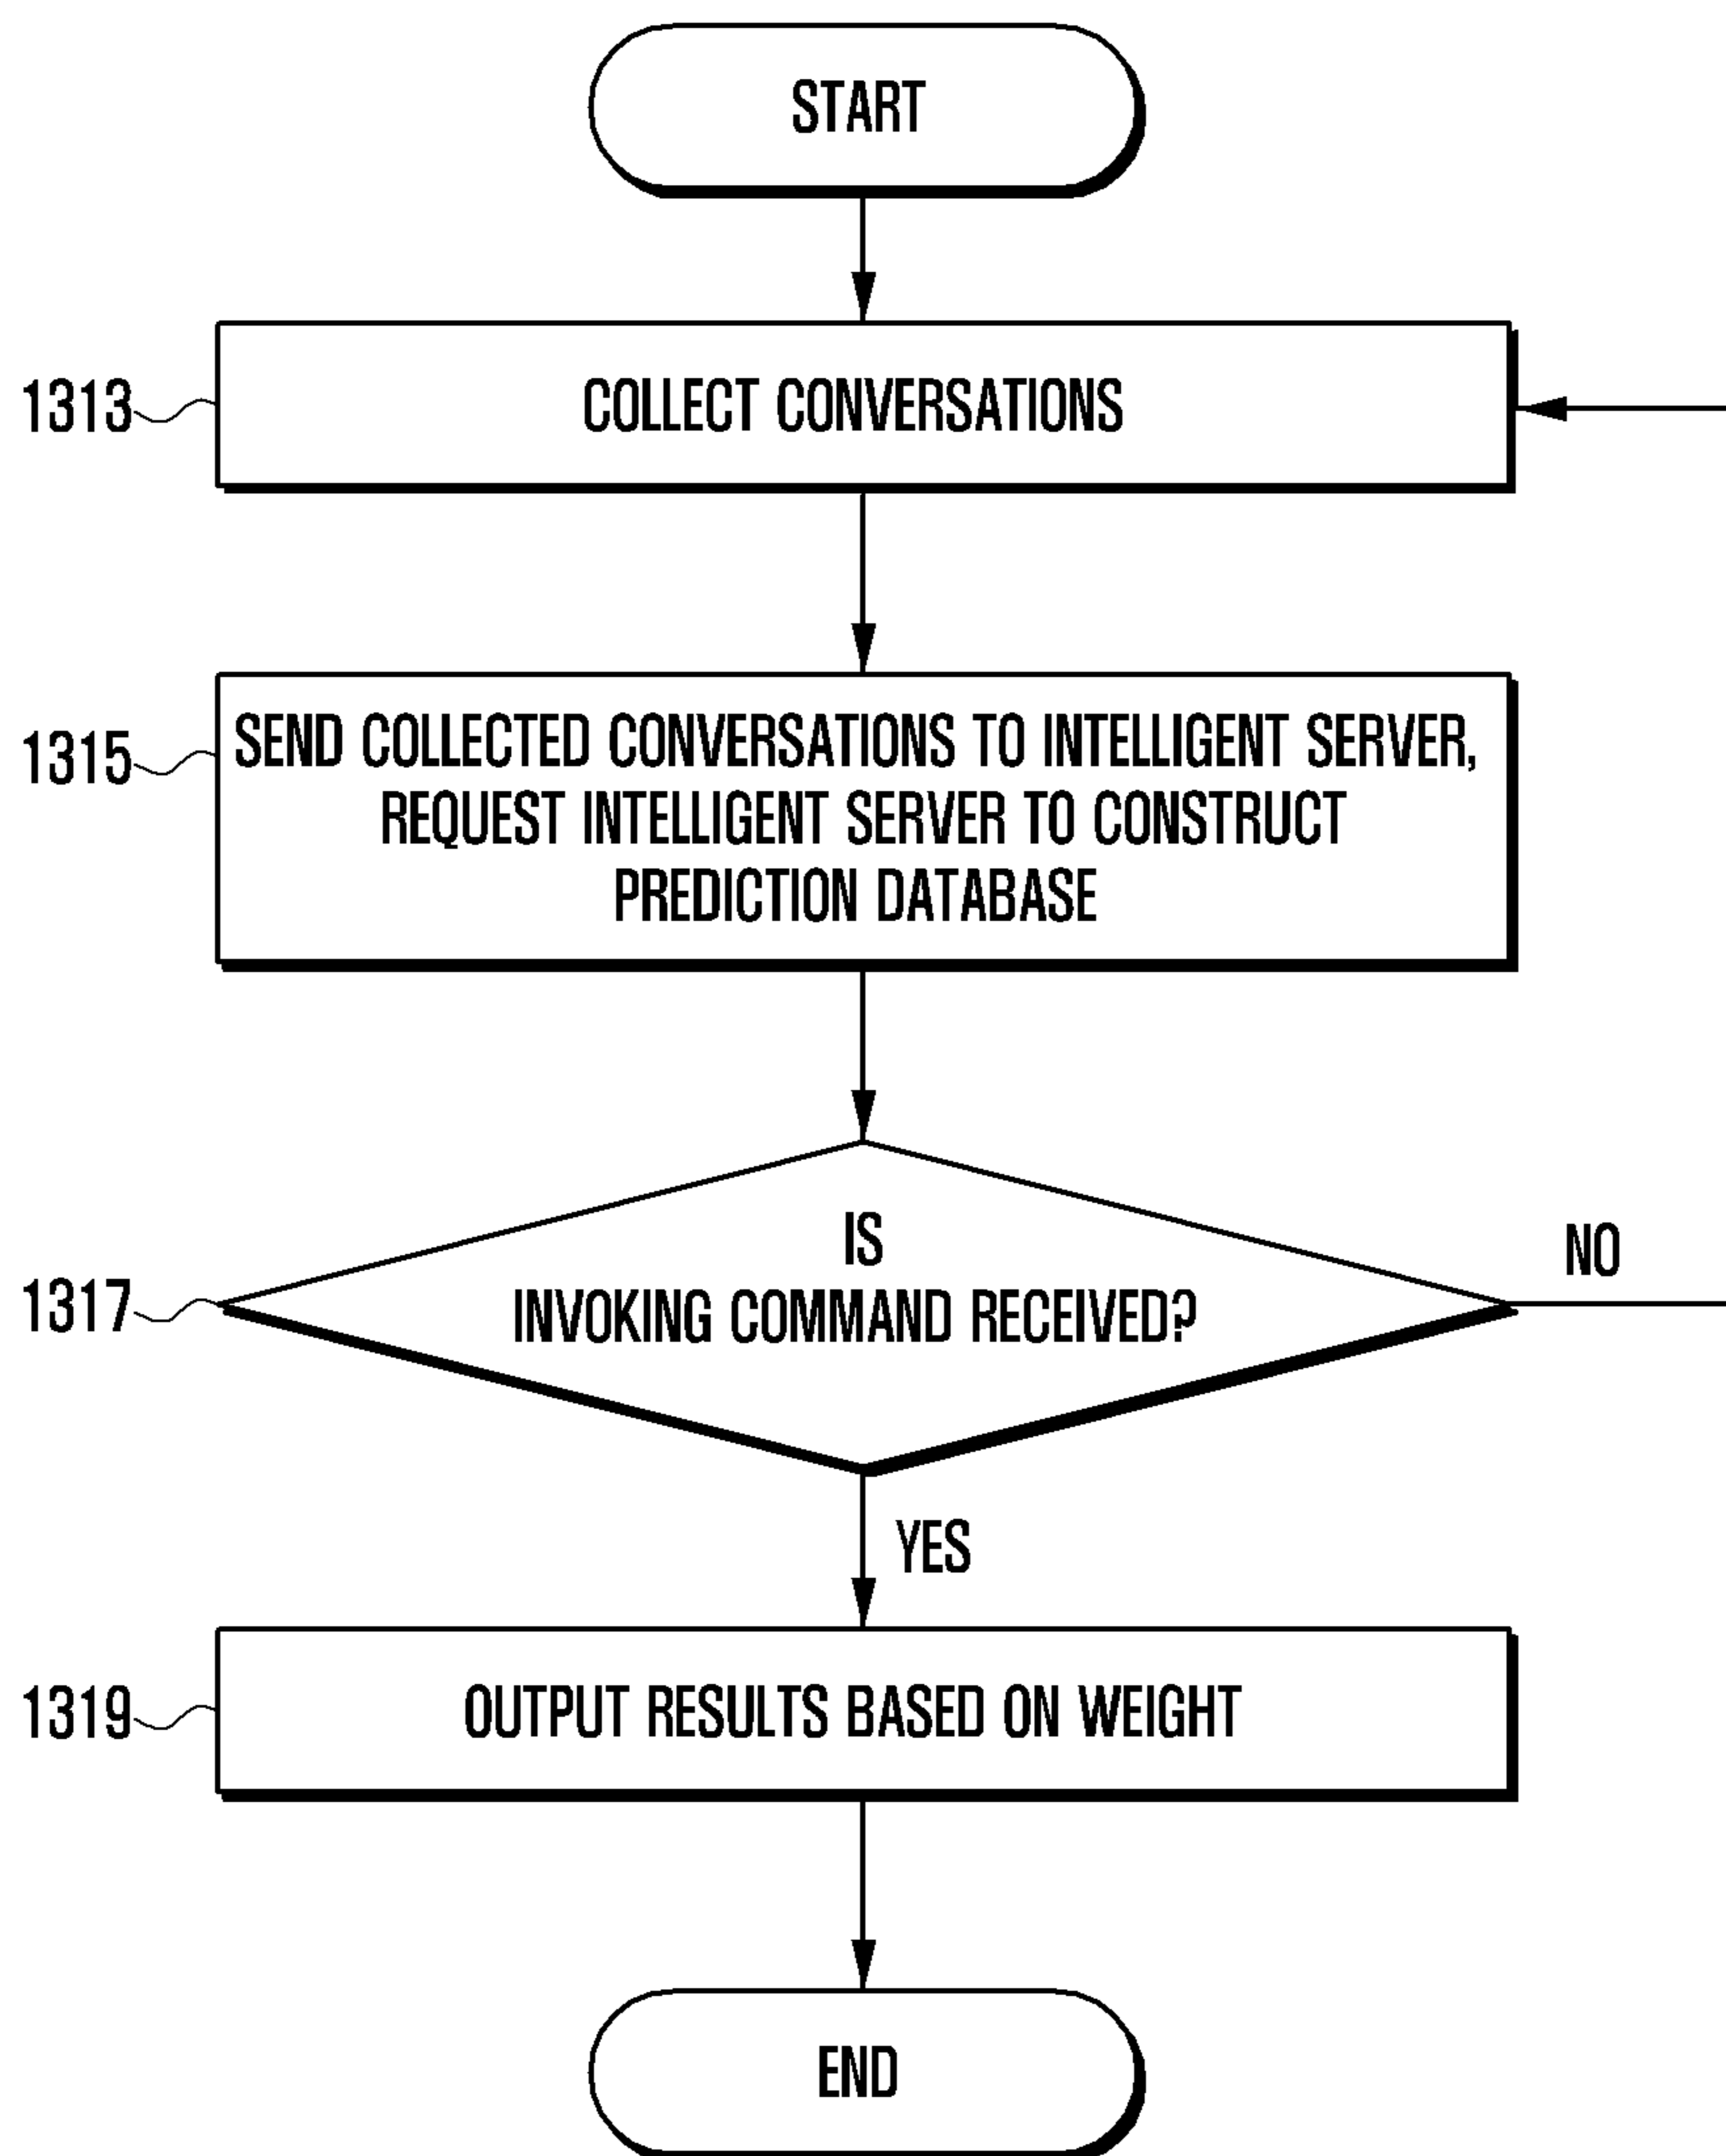 START
1313
COLLECT CONVERSATIONS
1315
SEND COLLECTED CONVERSATIONS TO INTELLIGENT SERVER,
REQUEST INTELLIGENT SERVER TO CONSTRUCT
PREDICTION DATABASE
1317
IS
INVOKING COMMAND RECEIVED?
NO
YES
1319
OUTPUT RESULTS BASED ON WEIGHT
END